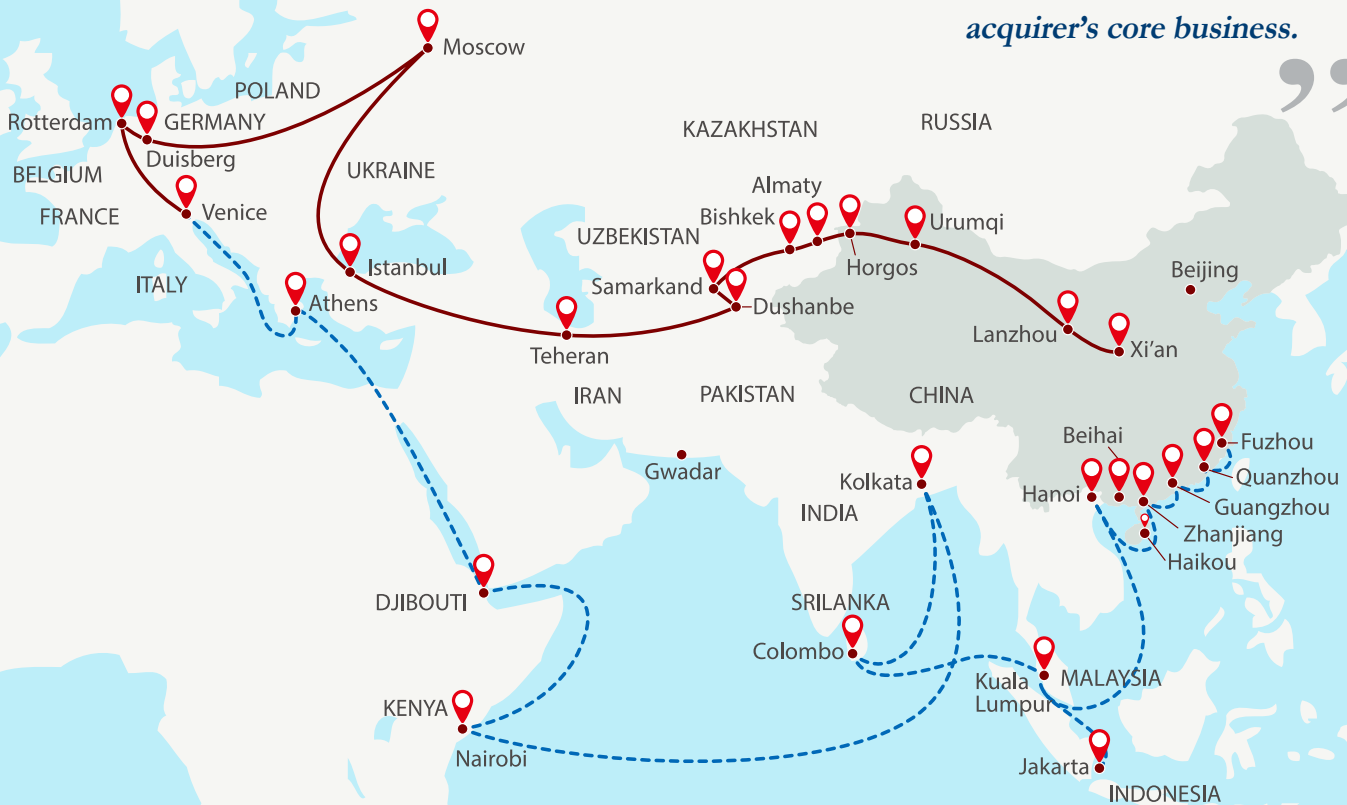 acquirer's core business.
”
Moscow
POLAND
Rotterdam
GERMANY
Duisberg
KAZAKHSTAN
RUSSIA
BELGIUM
UKRAINE
Almaty
FRANCE
Venice
Bishkek
Urumqi
UZBEKISTAN
Istanbul
Horgos
Beijing
ITALY
Samarkand
Athens
Dushanbe
Lanzhou
Xi'an
Teheran
IRAN
PAKISTAN
CHINA
Beihai
Fuzhou
Gwadar
Kolkata
Quanzhou
Hanoi
INDIA
Guangzhou
Zhanjiang
Haikou
DJIBOUTI
SRILANKA
Colombo
Kuala
Lumpur
MALAYSIA
KENYA
Nairobi
Jakarta
INDONESIA